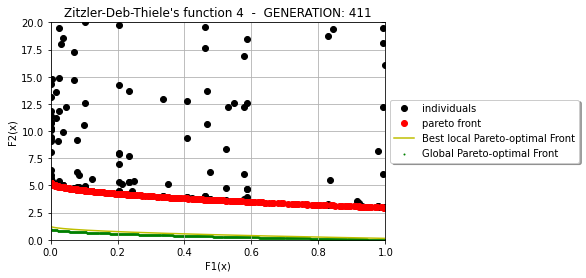 Zitzler-Deb-Thiele's function 4 - GENERATION: 411
20.0
17.5
15.0
12.5
10.0
7.5
5.0
2.5
0.0
F2(x)
0.0 0.2 0.4 0.6 0.8 1.0
F1(x)
individuals
pareto front
Best local Pareto-optimal Front
Global Pareto-optimal Front